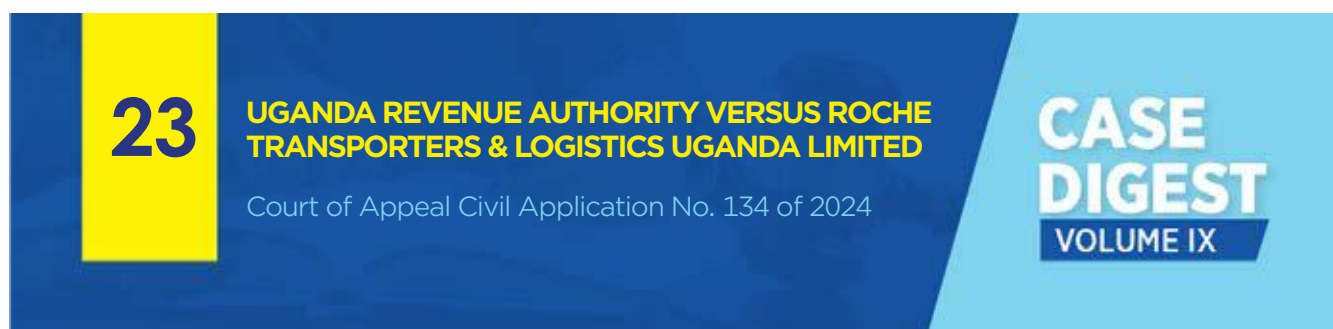 23
UGANDA REVENUE AUTHORITY VERSUS ROCHE
TRANSPORTERS & LOGISTICS UGANDA LIMITED
Court of Appeal Civil Application No. 134 of 2024
CASE
DIGEST
VOLUME IX